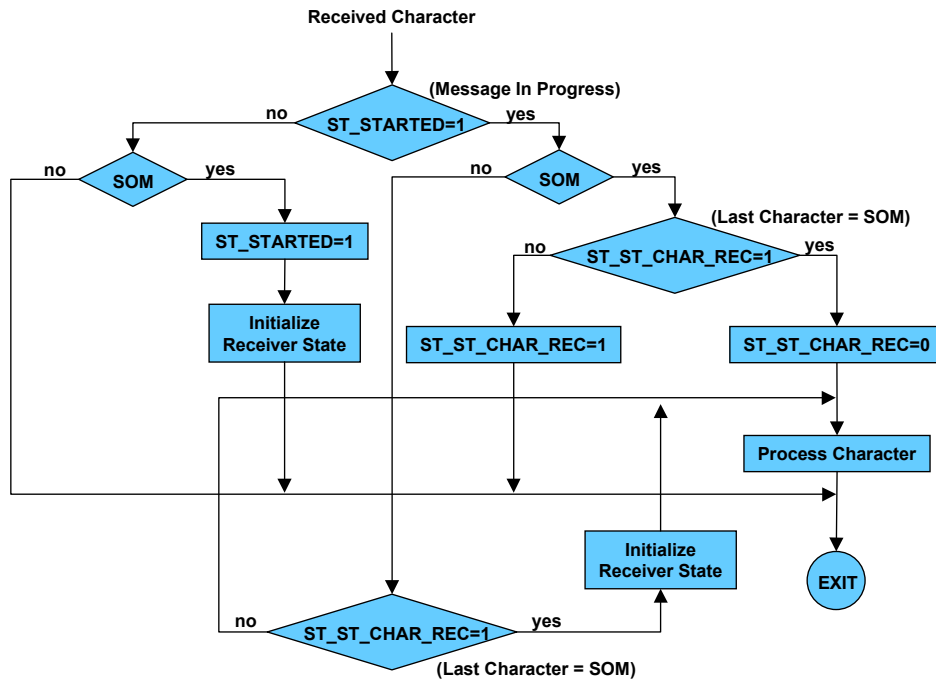 Received Character
(Message In Progress)
no
ST_STARTED=1
yes
no
SOM
yes
no
SOM
yes
(Last Character = SOM)
ST_STARTED=1
no
ST_ST_CHAR_REC=1
yes
Initialize
Receiver State
ST_ST_CHAR_REC=1
ST_ST_CHAR_REC=0
Process Character
Initialize
Receiver State
EXIT
no
ST_ST_CHAR_REC=1
yes
(Last Character = SOM)